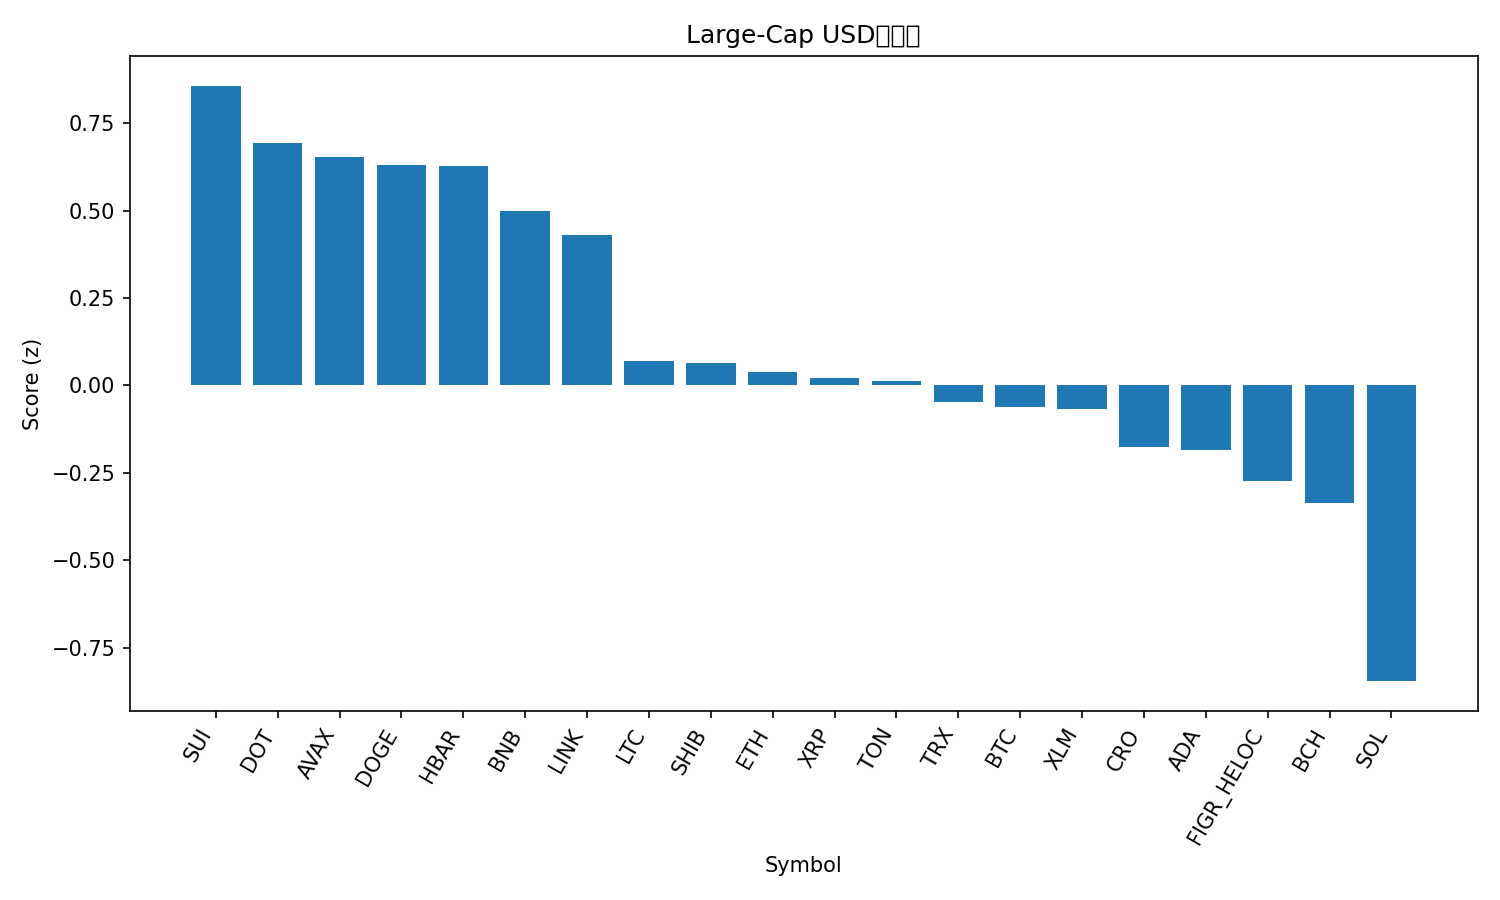 Large-Cap USD
Score (z)
0.75
0.50
0.25
0.00
−0.25
−0.50
−0.75
SUI
DOT
AVAX
DOGE
HBAR
BNB
LINK
LTC
SHIB
ETH
XRP
TON
TRX
BTC
XLM
CRO
ADA
FIGR_HELOC
BCH
SOL
Symbol